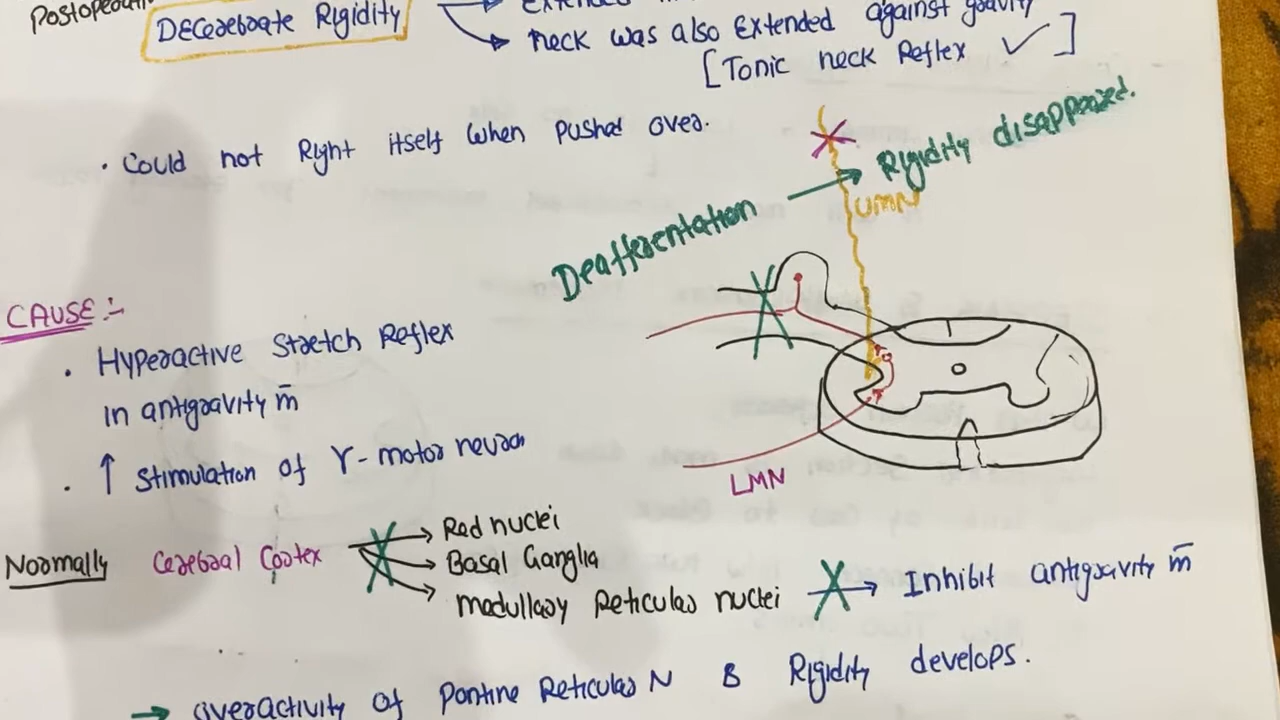 DECerebrate Rigidity
neck was also Extended against gravity
[Tonic neck Reflex ✓]
• Could not Right itself when pushed over.
Deafferentation → Rigidity disappeared.
UMN
CAUSE :-
• Hyperactive Stretch Reflex
in antigravity m̄
• ↑ Stimulation of γ-motor neuron
LMN
Normally Cerebral Cortex → Red nuclei
→ Basal Ganglia
→ medullary Reticular nuclei → Inhibit antigravity m̄
→ overactivity of Pontine Reticular N & Rigidity develops.